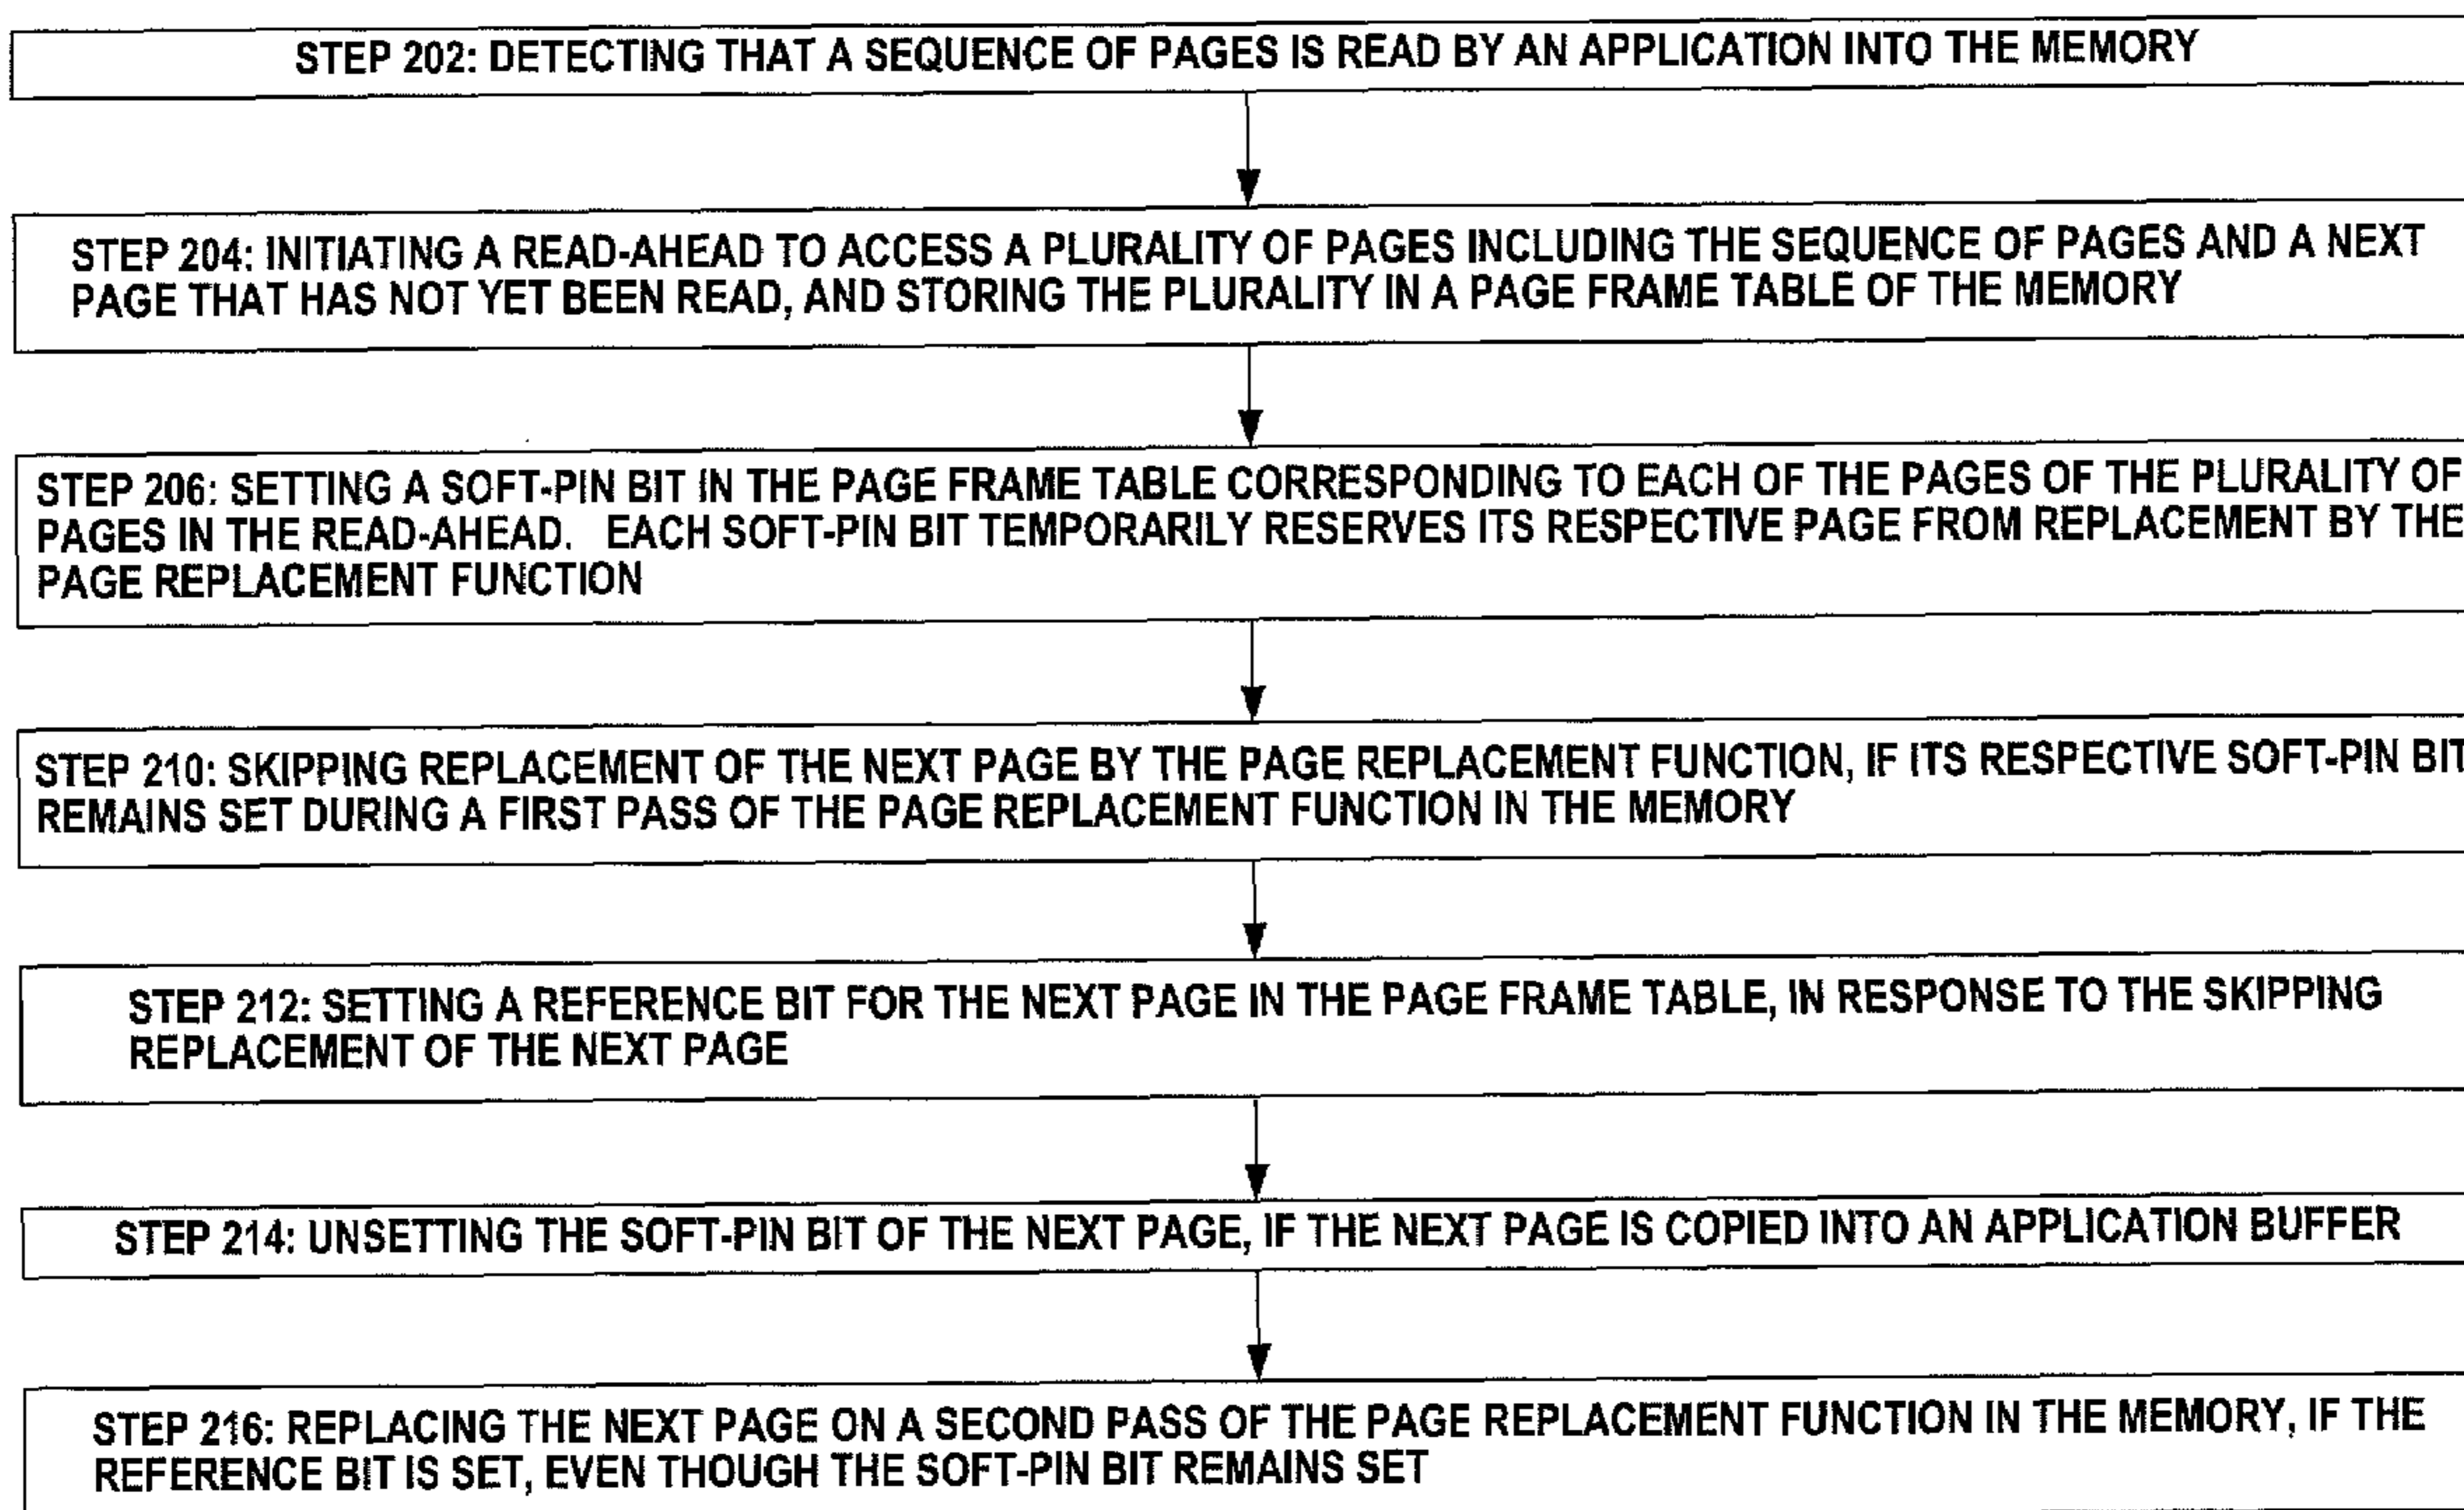 STEP 202: DETECTING THAT A SEQUENCE OF PAGES IS READ BY AN APPLICATION INTO THE MEMORY
STEP 204: INITIATING A READ-AHEAD TO ACCESS A PLURALITY OF PAGES INCLUDING THE SEQUENCE OF PAGES AND A NEXT
PAGE THAT HAS NOT YET BEEN READ, AND STORING THE PLURALITY IN A PAGE FRAME TABLE OF THE MEMORY
STEP 206: SETTING A SOFT-PIN BIT IN THE PAGE FRAME TABLE CORRESPONDING TO EACH OF THE PAGES OF THE PLURALITY OF
PAGES IN THE READ-AHEAD. EACH SOFT-PIN BIT TEMPORARILY RESERVES ITS RESPECTIVE PAGE FROM REPLACEMENT BY THE
PAGE REPLACEMENT FUNCTION
STEP 210: SKIPPING REPLACEMENT OF THE NEXT PAGE BY THE PAGE REPLACEMENT FUNCTION, IF ITS RESPECTIVE SOFT-PIN BIT
REMAINS SET DURING A FIRST PASS OF THE PAGE REPLACEMENT FUNCTION IN THE MEMORY
STEP 212: SETTING A REFERENCE BIT FOR THE NEXT PAGE IN THE PAGE FRAME TABLE, IN RESPONSE TO THE SKIPPING
REPLACEMENT OF THE NEXT PAGE
STEP 214: UNSETTING THE SOFT-PIN BIT OF THE NEXT PAGE, IF THE NEXT PAGE IS COPIED INTO AN APPLICATION BUFFER
STEP 216: REPLACING THE NEXT PAGE ON A SECOND PASS OF THE PAGE REPLACEMENT FUNCTION IN THE MEMORY, IF THE
REFERENCE BIT IS SET, EVEN THOUGH THE SOFT-PIN BIT REMAINS SET